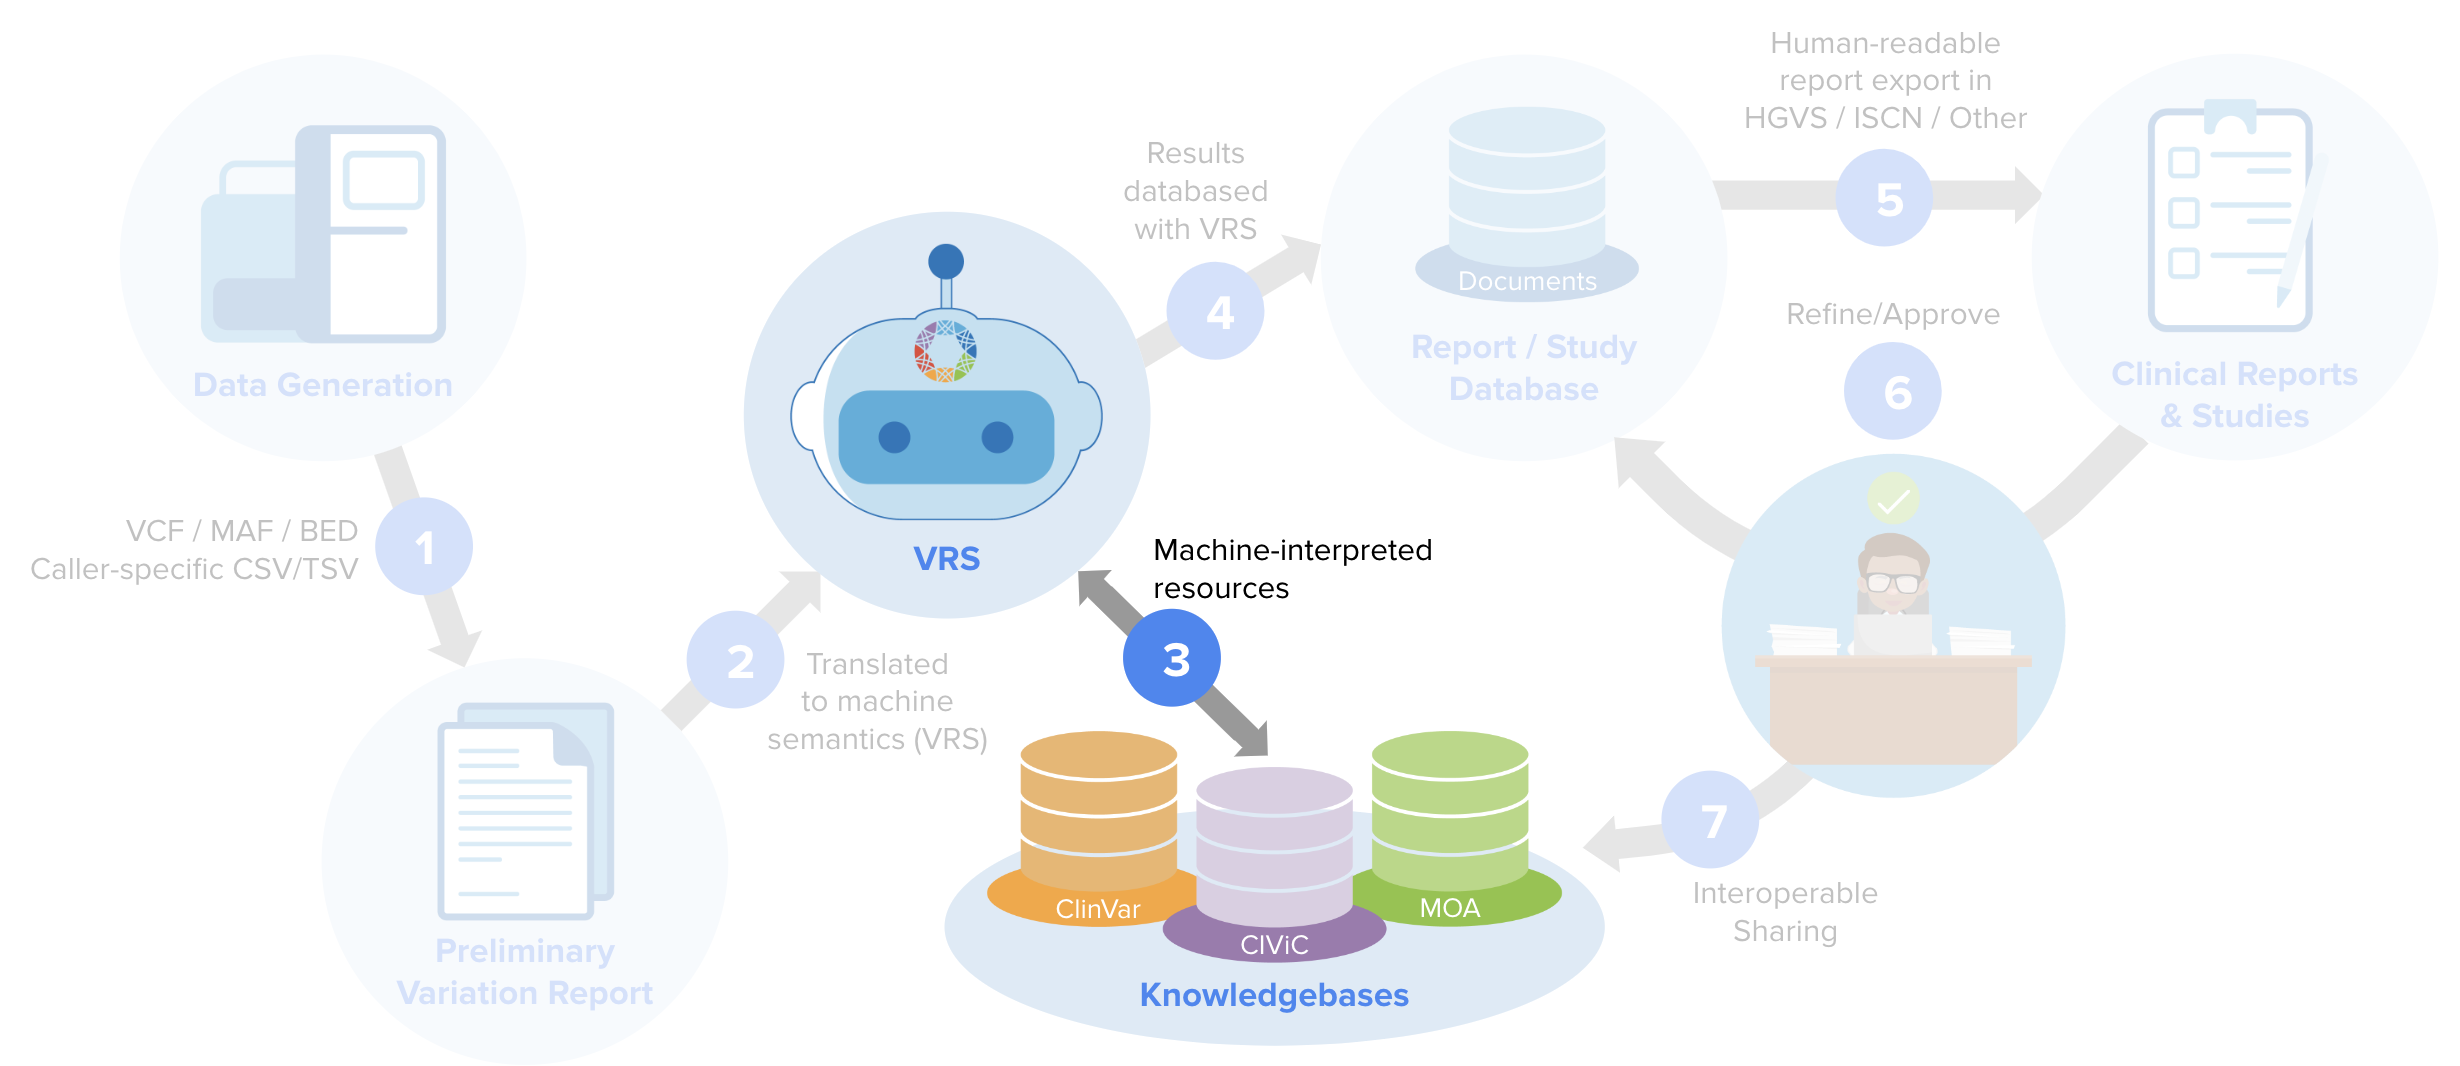 Data Generation
1
VCF / MAF / BED
Caller-specific CSV/TSV
Preliminary
Variation Report
2
Translated
to machine
semantics (VRS)
VRS
Machine-interpreted
resources
3
ClinVar
CIViC
MOA
Knowledgebases
Results
databased
with VRS
4
Documents
Report / Study
Database
Human-readable
report export in
HGVS / ISCN / Other
5
Clinical Reports
& Studies
Refine/Approve
6
7
Interoperable
Sharing